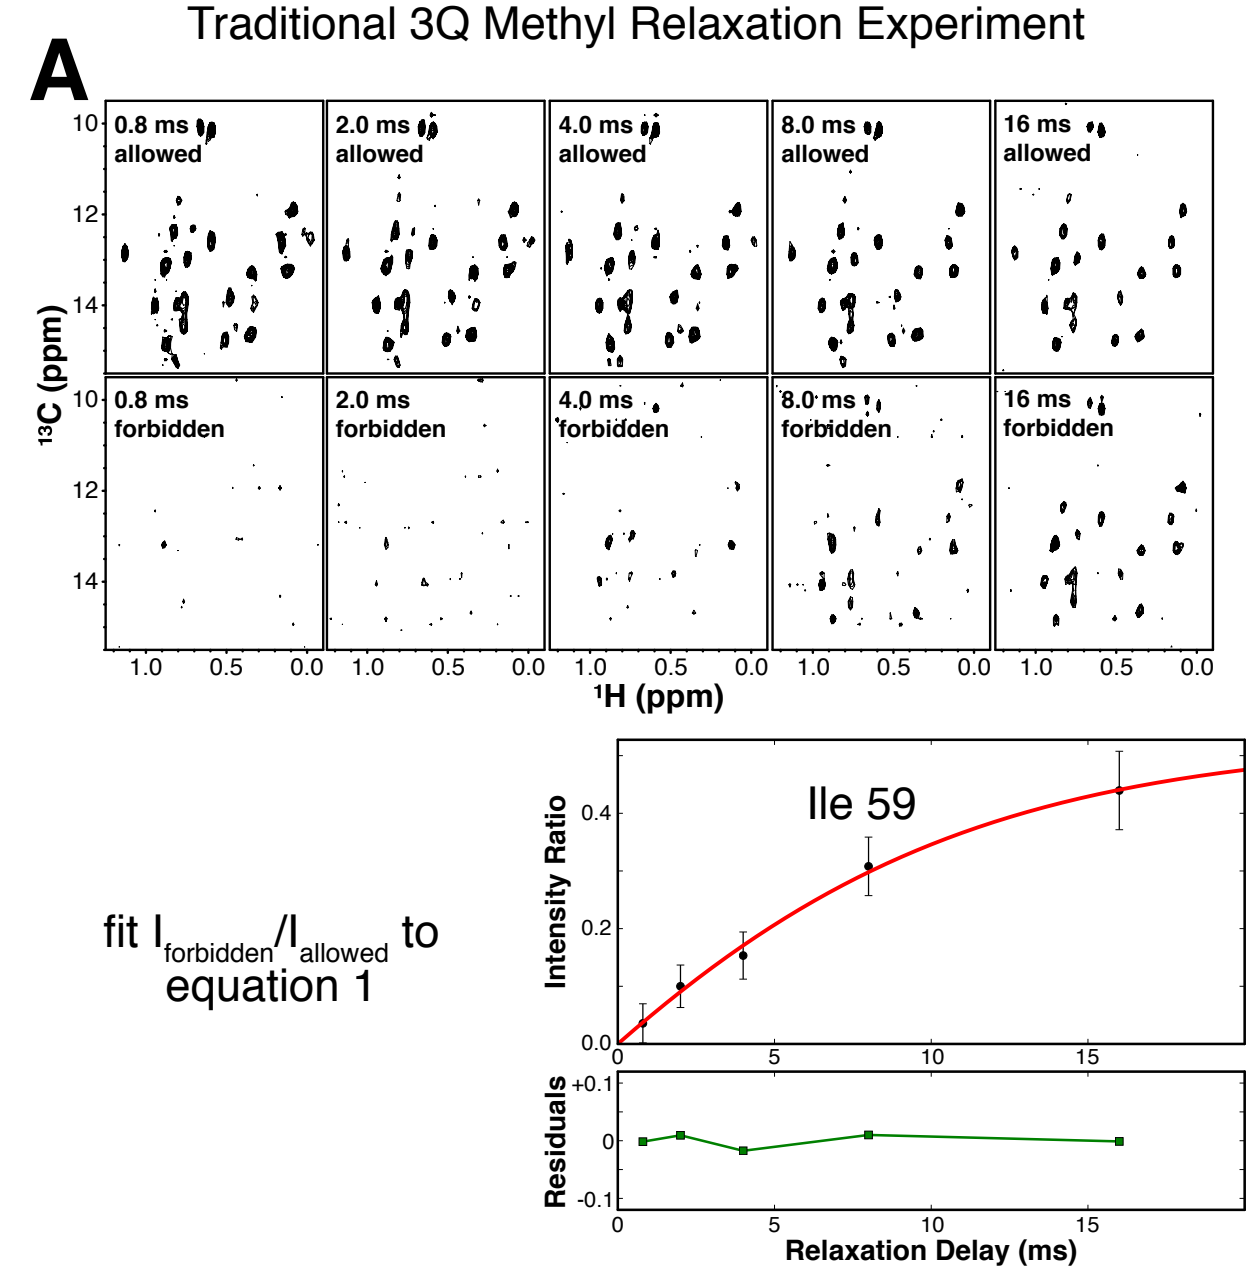 Traditional 3Q Methyl Relaxation Experiment
A
0.8 ms
allowed
2.0 ms
allowed
4.0 ms
allowed
8.0 ms
allowed
16 ms
allowed
10
12
14
0.8 ms
forbidden
2.0 ms
forbidden
4.0 ms
forbidden
8.0 ms
forbidden
16 ms
forbidden
10
12
14
¹³C (ppm)
1.0 0.5 0.0 1.0 0.5 0.0 1.0 0.5 0.0 1.0 0.5 0.0 1.0 0.5 0.0
¹H (ppm)
fit I_forbidden/I_allowed to
equation 1
Ile 59
Intensity Ratio
0.4
0.2
0.0
0 5 10 15
Residuals
+0.1
0
-0.1
0 5 10 15
Relaxation Delay (ms)